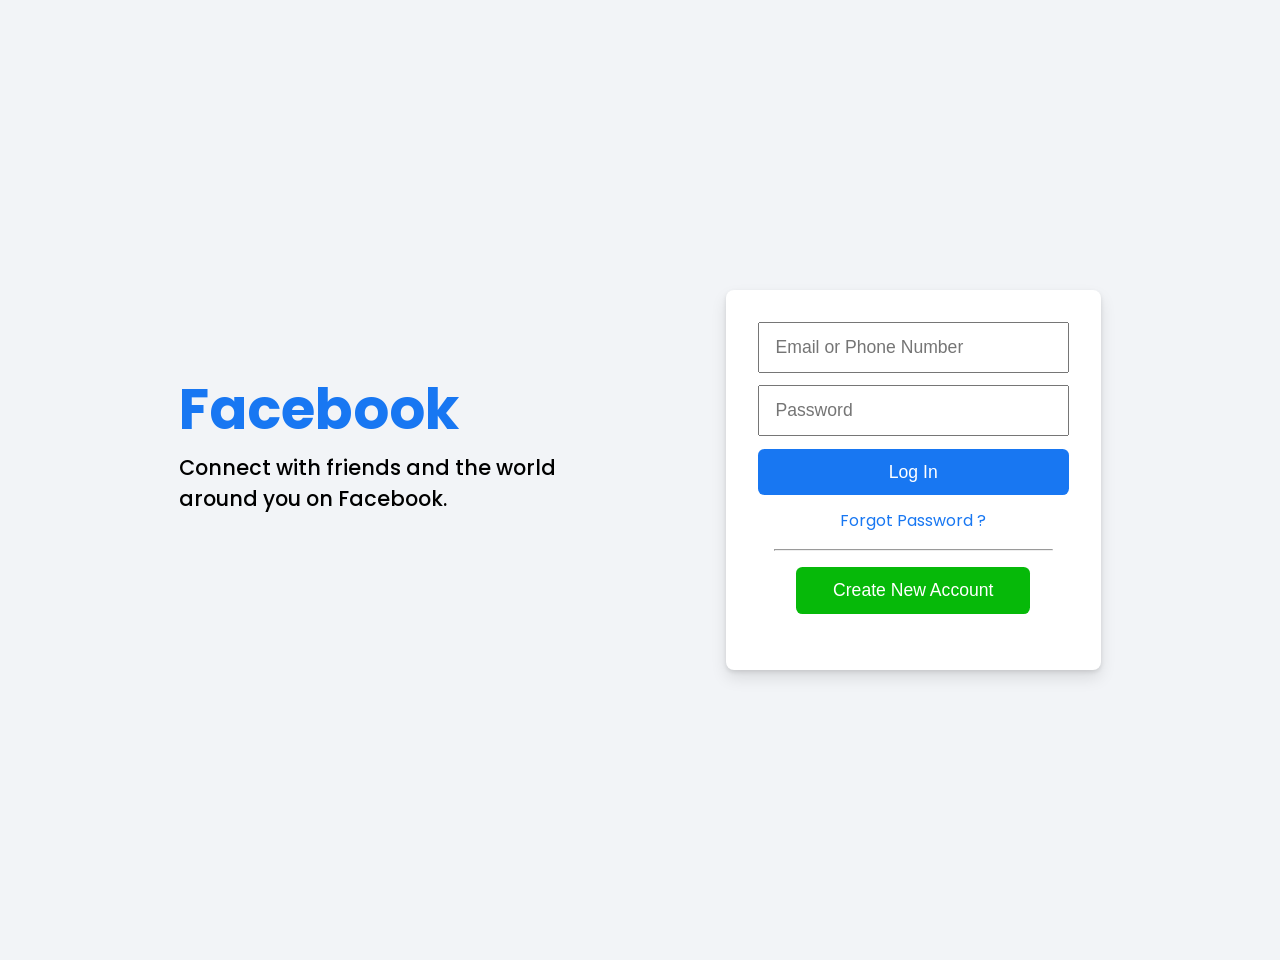 Facebook
Connect with friends and the world
around you on Facebook.
Email or Phone Number
Password
Log In
Forgot Password ?
Create New Account